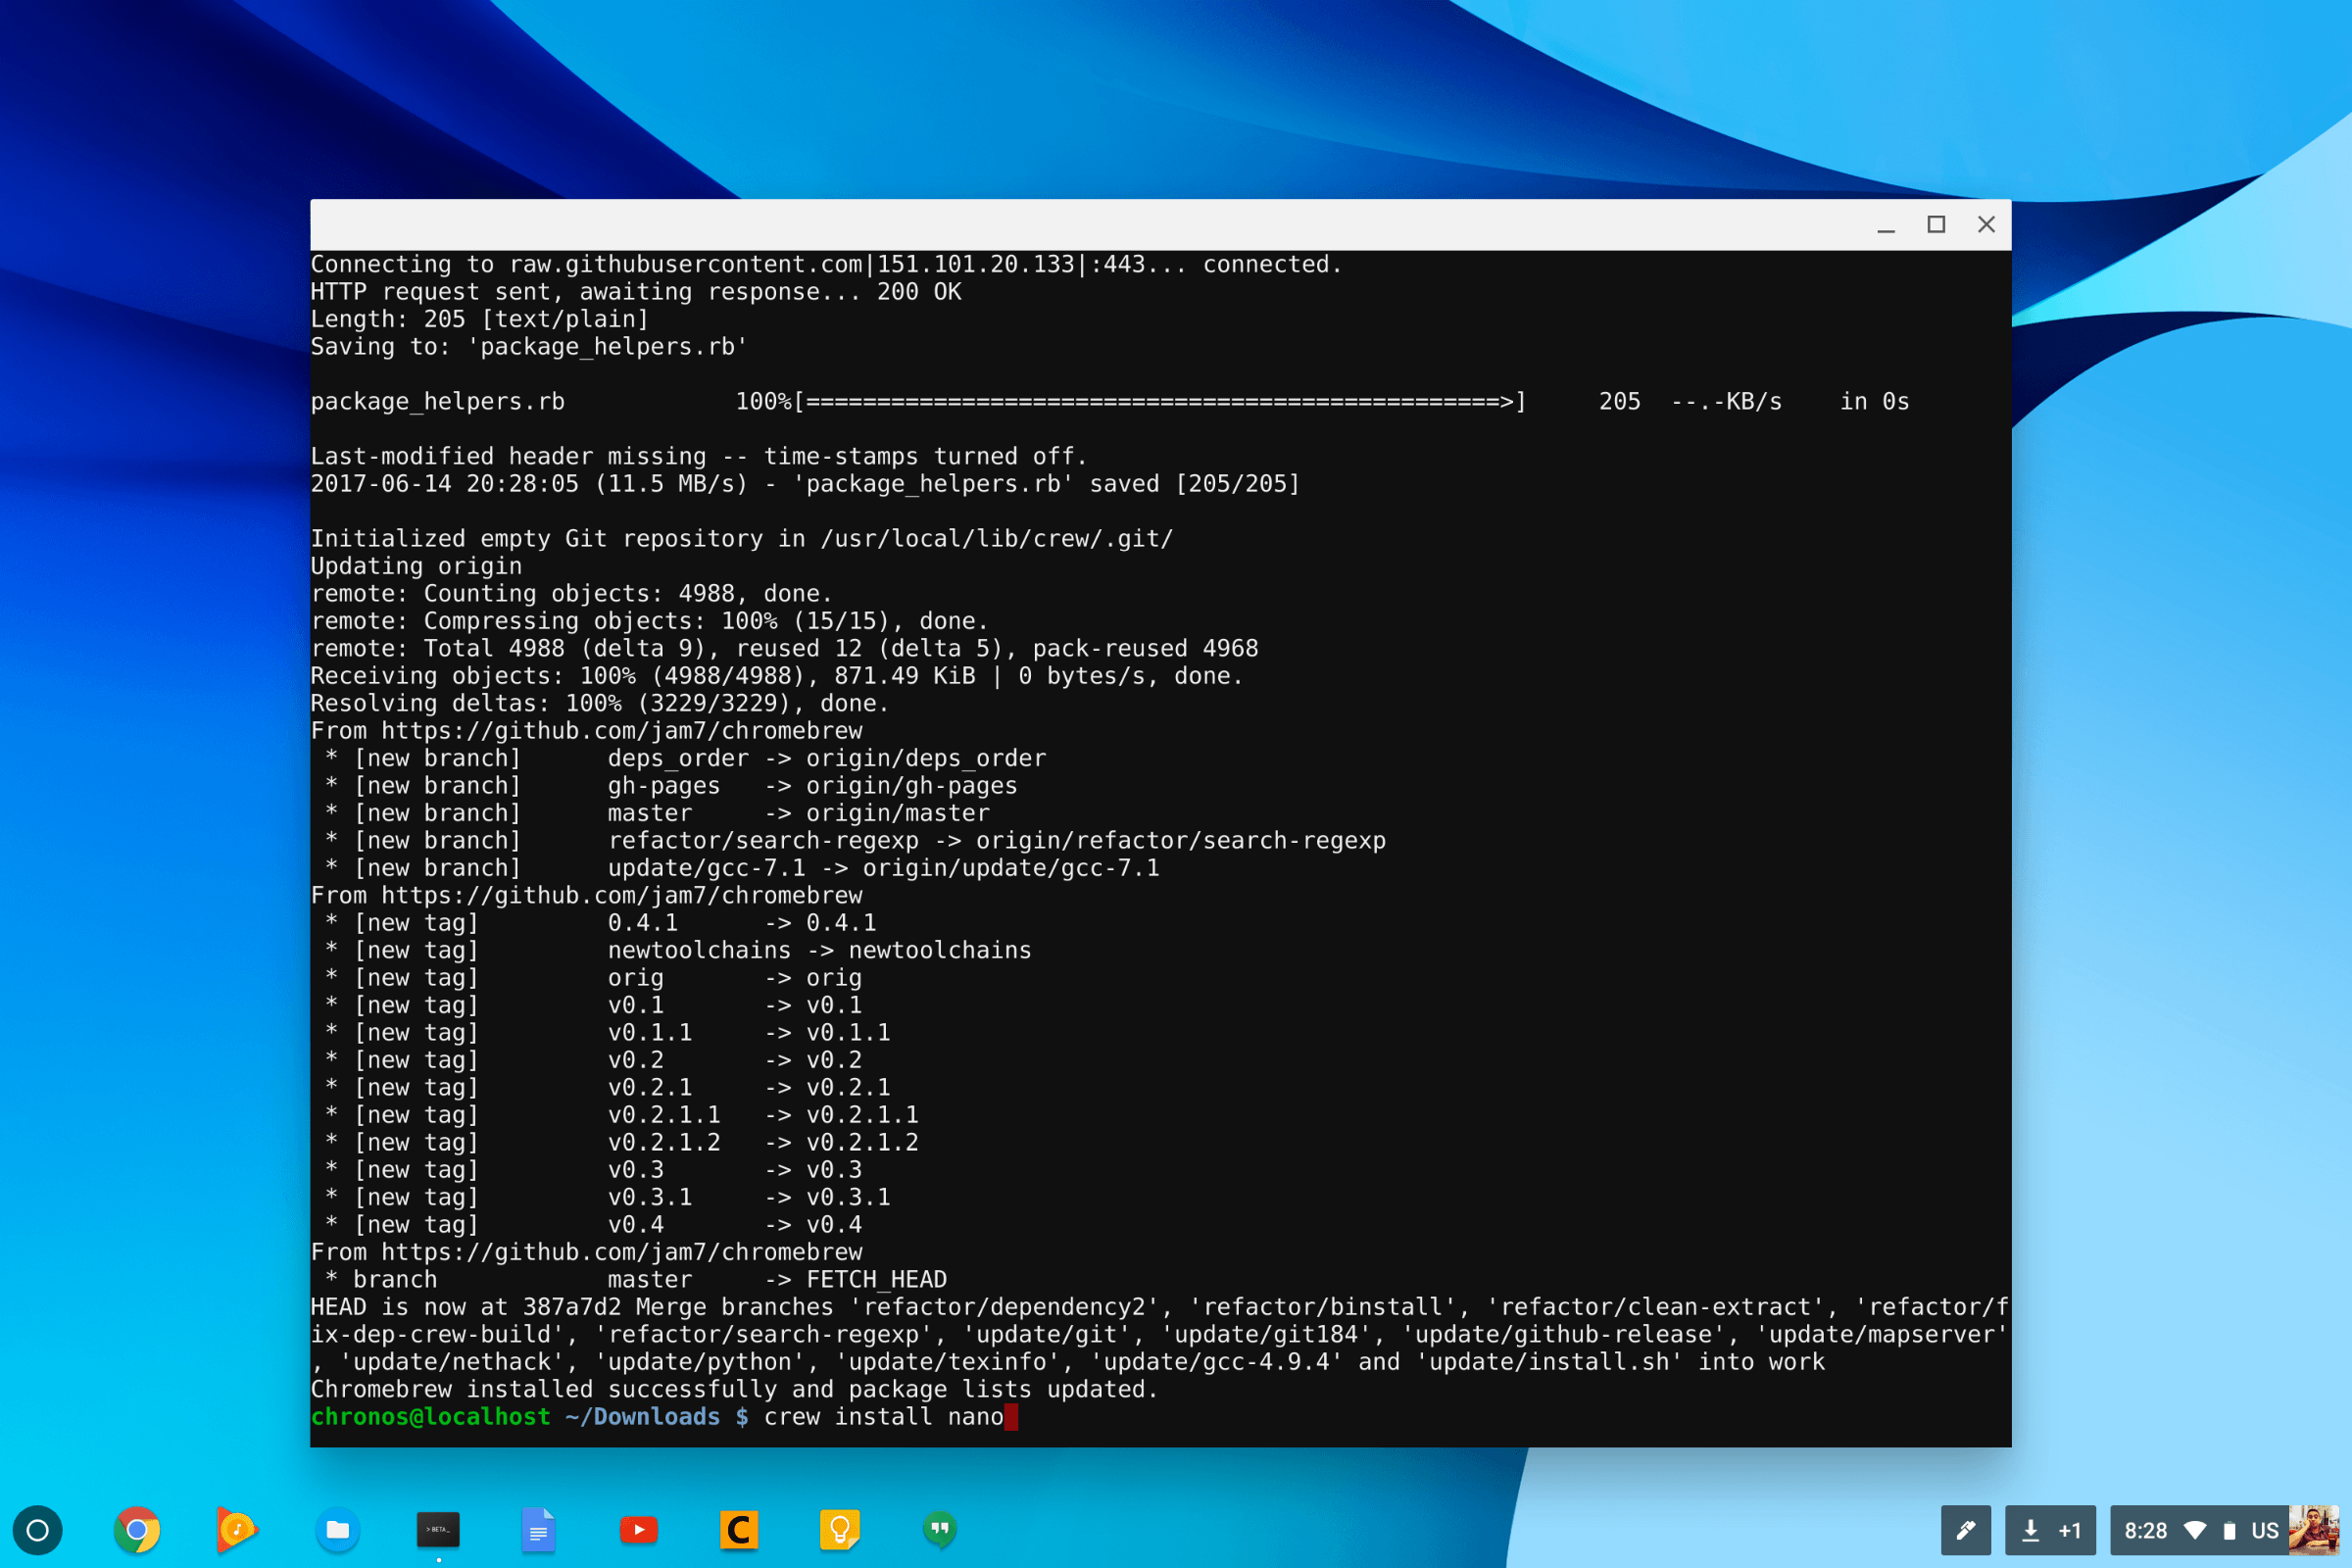 Connecting to raw.githubusercontent.com|151.101.20.133|:443... connected.
HTTP request sent, awaiting response... 200 OK
Length: 205 [text/plain]
Saving to: 'package_helpers.rb'
package_helpers.rb            100%[=================================================>]     205  --.-KB/s    in 0s
Last-modified header missing -- time-stamps turned off.
2017-06-14 20:28:05 (11.5 MB/s) - 'package_helpers.rb' saved [205/205]
Initialized empty Git repository in /usr/local/lib/crew/.git/
Updating origin
remote: Counting objects: 4988, done.
remote: Compressing objects: 100% (15/15), done.
remote: Total 4988 (delta 9), reused 12 (delta 5), pack-reused 4968
Receiving objects: 100% (4988/4988), 871.49 KiB | 0 bytes/s, done.
Resolving deltas: 100% (3229/3229), done.
From https://github.com/jam7/chromebrew
 * [new branch]      deps_order -> origin/deps_order
 * [new branch]      gh-pages   -> origin/gh-pages
 * [new branch]      master     -> origin/master
 * [new branch]      refactor/search-regexp -> origin/refactor/search-regexp
 * [new branch]      update/gcc-7.1 -> origin/update/gcc-7.1
From https://github.com/jam7/chromebrew
 * [new tag]         0.4.1      -> 0.4.1
 * [new tag]         newtoolchains -> newtoolchains
 * [new tag]         orig       -> orig
 * [new tag]         v0.1       -> v0.1
 * [new tag]         v0.1.1     -> v0.1.1
 * [new tag]         v0.2       -> v0.2
 * [new tag]         v0.2.1     -> v0.2.1
 * [new tag]         v0.2.1.1   -> v0.2.1.1
 * [new tag]         v0.2.1.2   -> v0.2.1.2
 * [new tag]         v0.3       -> v0.3
 * [new tag]         v0.3.1     -> v0.3.1
 * [new tag]         v0.4       -> v0.4
From https://github.com/jam7/chromebrew
 * branch            master     -> FETCH_HEAD
HEAD is now at 387a7d2 Merge branches 'refactor/dependency2', 'refactor/binstall', 'refactor/clean-extract', 'refactor/f
ix-dep-crew-build', 'refactor/search-regexp', 'update/git', 'update/git184', 'update/github-release', 'update/mapserver'
, 'update/nethack', 'update/python', 'update/texinfo', 'update/gcc-4.9.4' and 'update/install.sh' into work
Chromebrew installed successfully and package lists updated.
chronos@localhost ~/Downloads $ crew install nano
>BETA_
C
+1
8:28
US